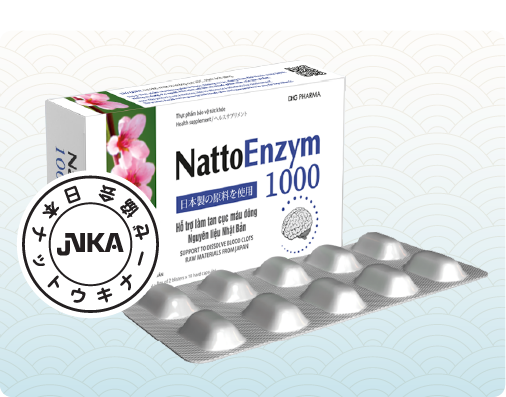 DHG PHARMA
Thực phẩm bảo vệ sức khỏe
Health supplement / ヘルスサプリメント
NattoEnzym
1000
日本製の原料を使用
Hỗ trợ làm tan cục máu đông
Nguyên liệu Nhật Bản
SUPPORT TO DISSOLVE BLOOD CLOTS
RAW MATERIALS FROM JAPAN
日本ナットウキナーゼ協会
JNKA